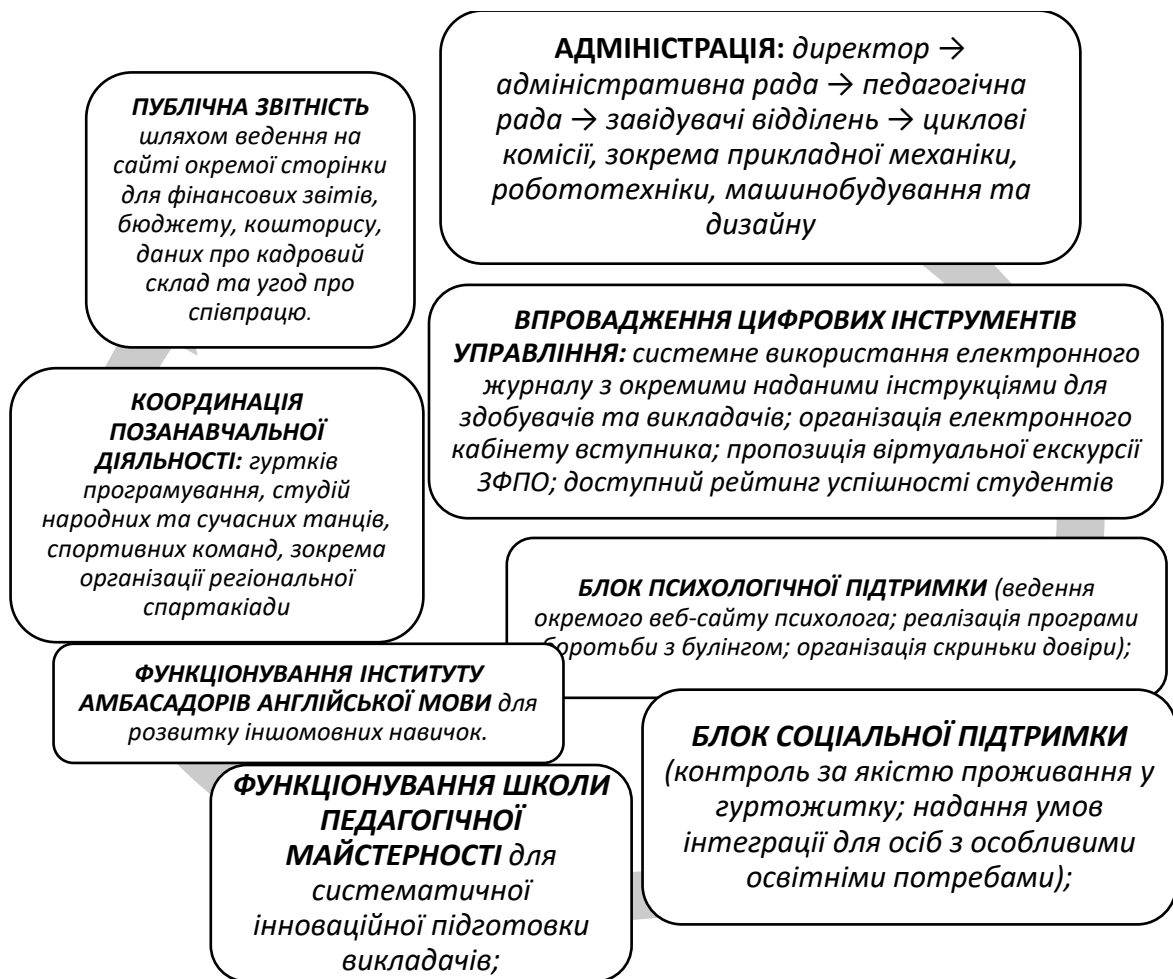 АДМІНІСТРАЦІЯ: директор →
адміністративна рада → педагогічна
рада → завідувачі відділень → циклові
комісії, зокрема прикладної механіки,
робототехніки, машинобудування та
дизайну
ВПРОВАДЖЕННЯ ЦИФРОВИХ ІНСТРУМЕНТІВ
УПРАВЛІННЯ: системне використання електронного
журналу з окремими наданими інструкціями для
здобувачів та викладачів; організація електронного
кабінету вступника; пропозиція віртуальної екскурсії
ЗФПО; доступний рейтинг успішності студентів
БЛОК ПСИХОЛОГІЧНОЇ ПІДТРИМКИ (ведення
окремого веб-сайту психолога; реалізація програми
боротьби з булінгом; організація скриньки довіри);
БЛОК СОЦІАЛЬНОЇ ПІДТРИМКИ
(контроль за якістю проживання у
гуртожитку; надання умов
інтеграції для осіб з особливими
освітніми потребами);
ФУНКЦІОНУВАННЯ ШКОЛИ
ПЕДАГОГІЧНОЇ
МАЙСТЕРНОСТІ для
систематичної
інноваційної підготовки
викладачів;
ФУНКЦІОНУВАННЯ ІНСТИТУТУ
АМБАСАДОРІВ АНГЛІЙСЬКОЇ МОВИ для
розвитку іншомовних навичок.
КООРДИНАЦІЯ
ПОЗАНАВЧАЛЬНОЇ
ДІЯЛЬНОСТІ: гуртків
програмування, студій
народних та сучасних танців,
спортивних команд, зокрема
організації регіональної
спартакіади
ПУБЛІЧНА ЗВІТНІСТЬ
шляхом ведення на
сайті окремої сторінки
для фінансових звітів,
бюджету, кошторису,
даних про кадровий
склад та угод про
співпрацю.